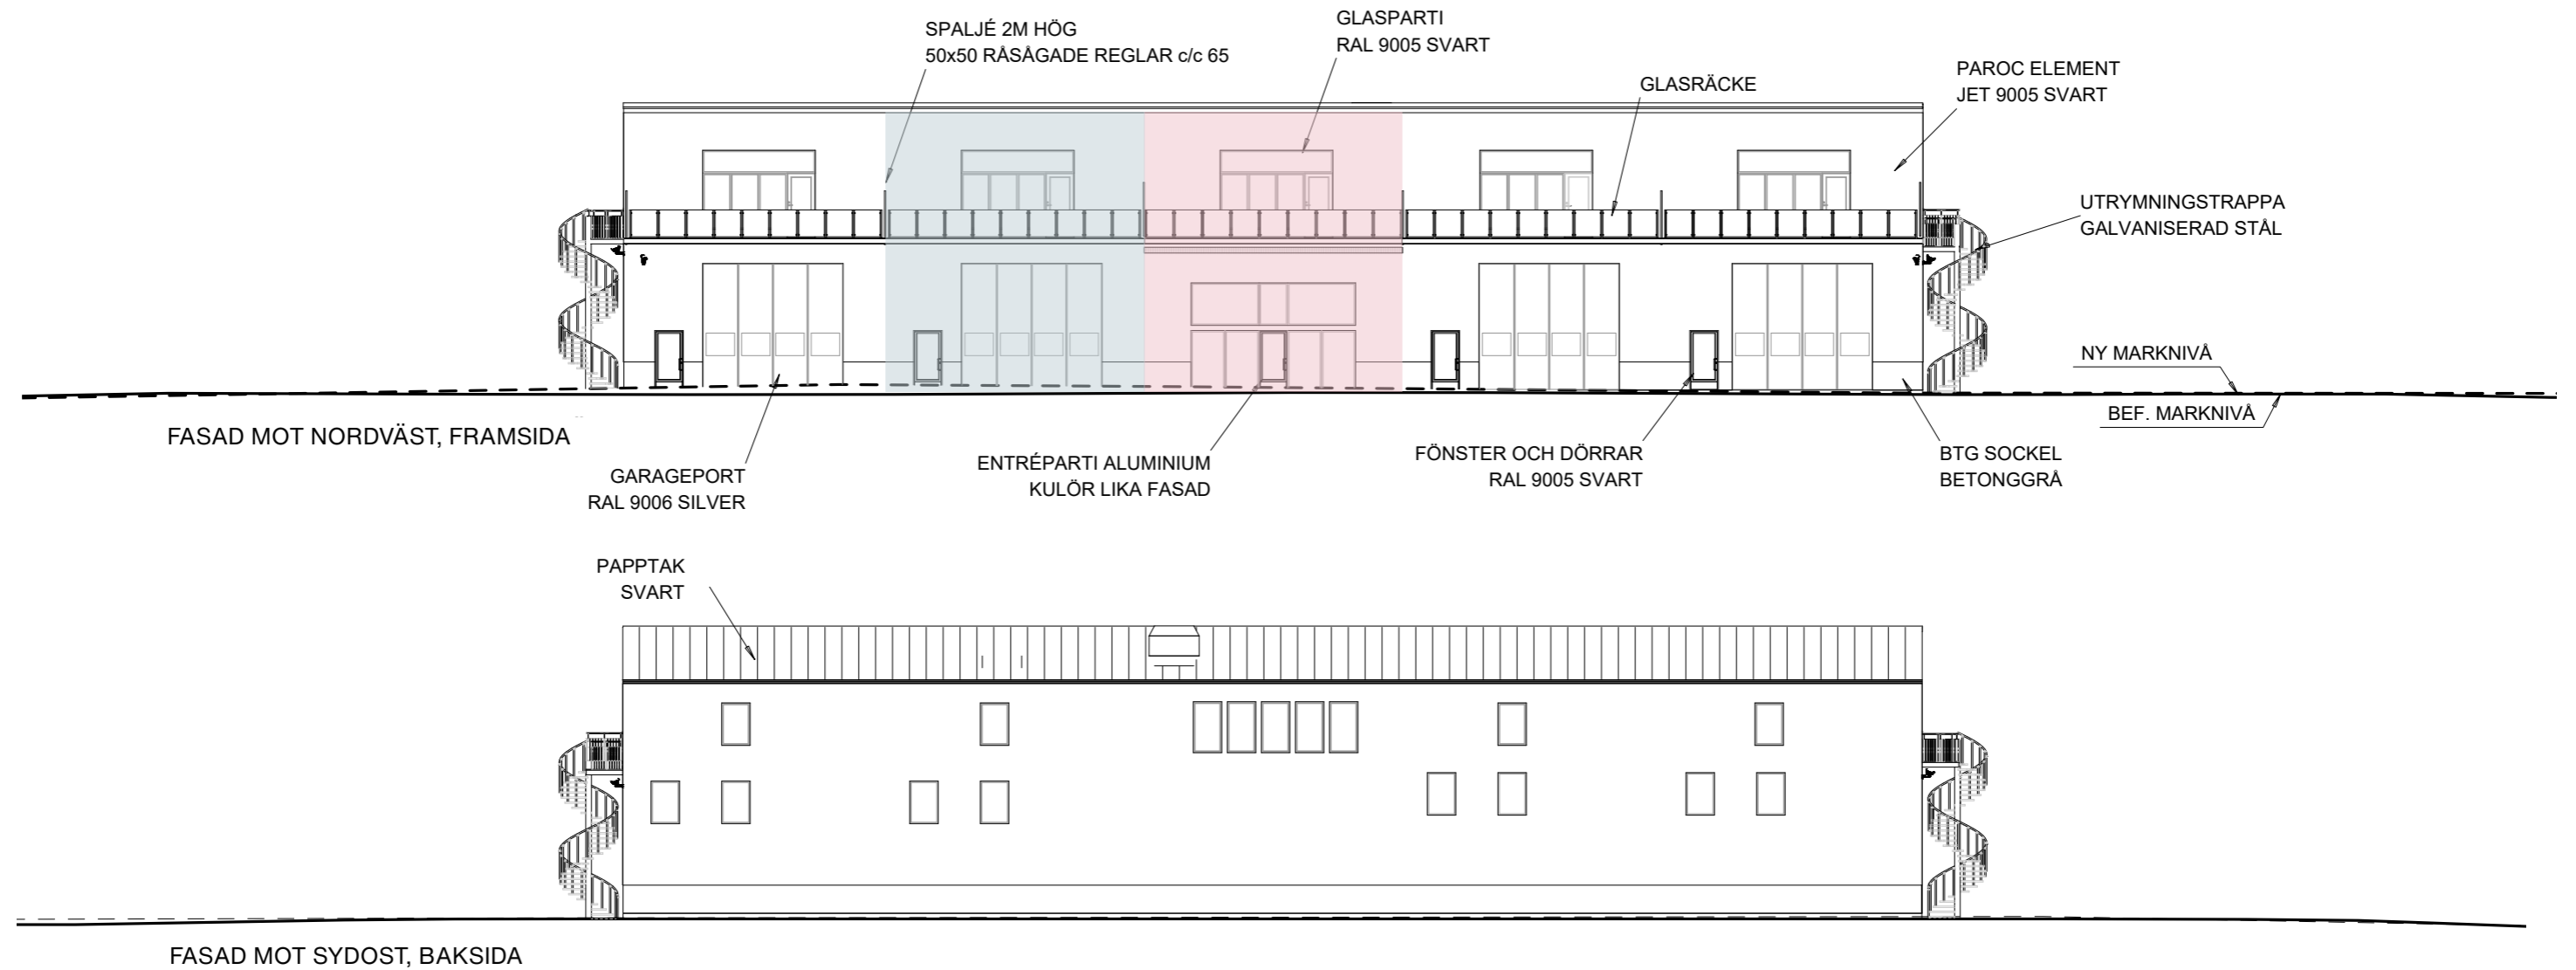 SPALJÉ 2M HÖG
50x50 RÅSÅGADE REGLAR c/c 65
GLASPARTI
RAL 9005 SVART
GLASRÄCKE
PAROC ELEMENT
JET 9005 SVART
UTRYMNINGSTRAPPA
GALVANISERAD STÅL
NY MARKNIVÅ
BEF. MARKNIVÅ
FASAD MOT NORDVÄST, FRAMSIDA
GARAGEPORT
RAL 9006 SILVER
ENTRÉPARTI ALUMINIUM
KULÖR LIKA FASAD
FÖNSTER OCH DÖRRAR
RAL 9005 SVART
BTG SOCKEL
BETONGGRÅ
PAPPTAK
SVART
FASAD MOT SYDOST, BAKSIDA